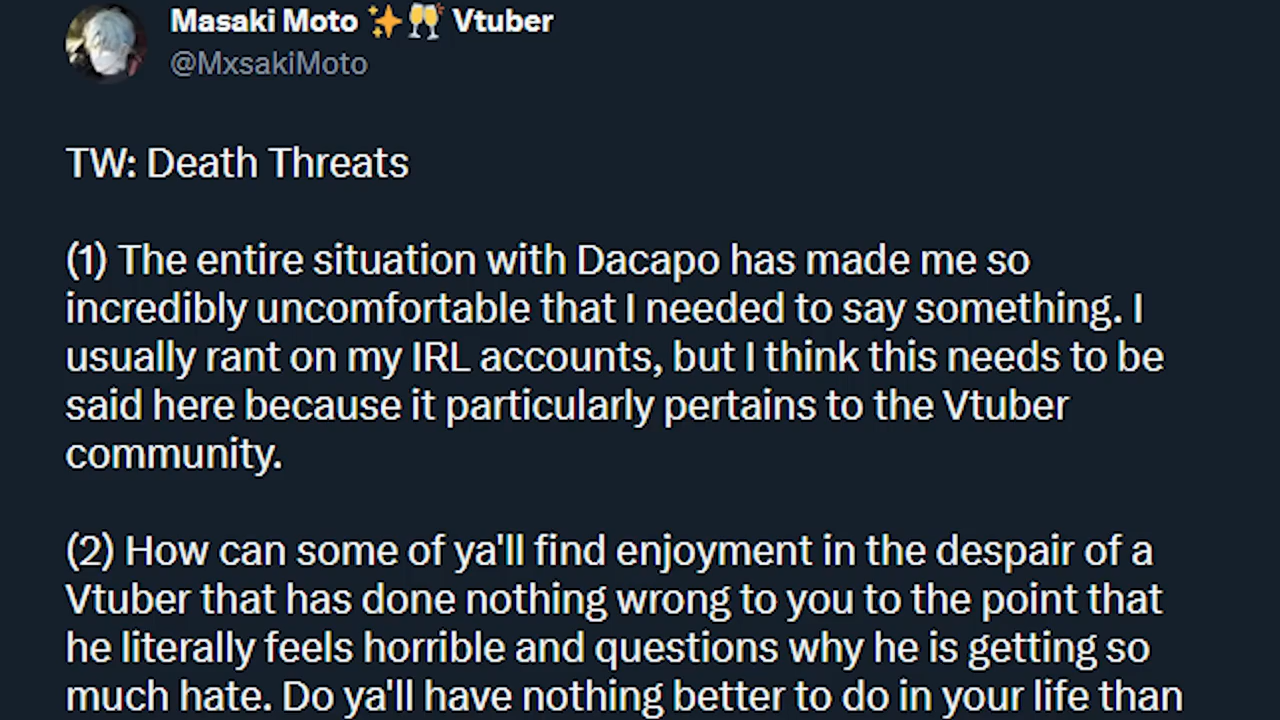 Masaki Moto ✨🥂 Vtuber
@MxsakiMoto
TW: Death Threats
(1) The entire situation with Dacapo has made me so
incredibly uncomfortable that I needed to say something. I
usually rant on my IRL accounts, but I think this needs to be
said here because it particularly pertains to the Vtuber
community.
(2) How can some of ya'll find enjoyment in the despair of a
Vtuber that has done nothing wrong to you to the point that
he literally feels horrible and questions why he is getting so
much hate. Do ya'll have nothing better to do in your life than